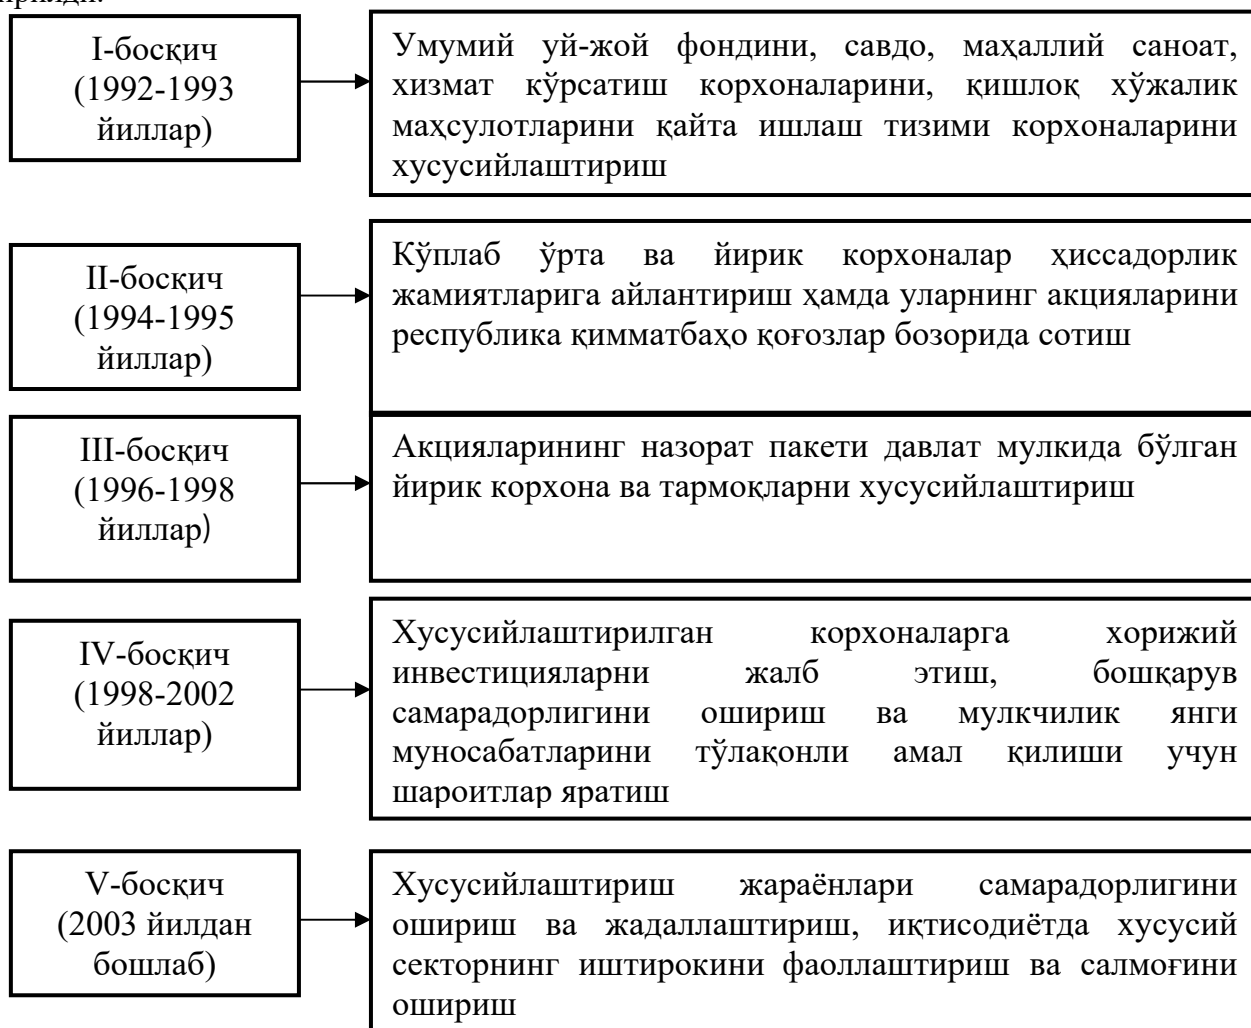 I-босқич
(1992-1993
йиллар)
Умумий уй-жой фондини, савдо, маҳаллий саноат,
хизмат кўрсатиш корхоналарини, қишлоқ хўжалик
маҳсулотларини қайта ишлаш тизими корхоналарини
хусусийлаштириш
II-босқич
(1994-1995
йиллар)
Кўплаб ўрта ва йирик корхоналар ҳиссадорлик
жамиятларига айлантириш ҳамда уларнинг акцияларини
республика қимматбаҳо қоғозлар бозорида сотиш
III-босқич
(1996-1998
йиллар)
Акцияларининг назорат пакети давлат мулкида бўлган
йирик корхона ва тармоқларни хусусийлаштириш
IV-босқич
(1998-2002
йиллар)
Хусусийлаштирилган корхоналарга хорижий
инвестицияларни жалб этиш, бошқарув
самарадорлигини ошириш ва мулкчилик янги
муносабатларини тўлақонли амал қилиши учун
шароитлар яратиш
V-босқич
(2003 йилдан
бошлаб)
Хусусийлаштириш жараёнлари самарадорлигини
ошириш ва жадаллаштириш, иқтисодиётда хусусий
секторнинг иштирокини фаоллаштириш ва салмоғини
ошириш